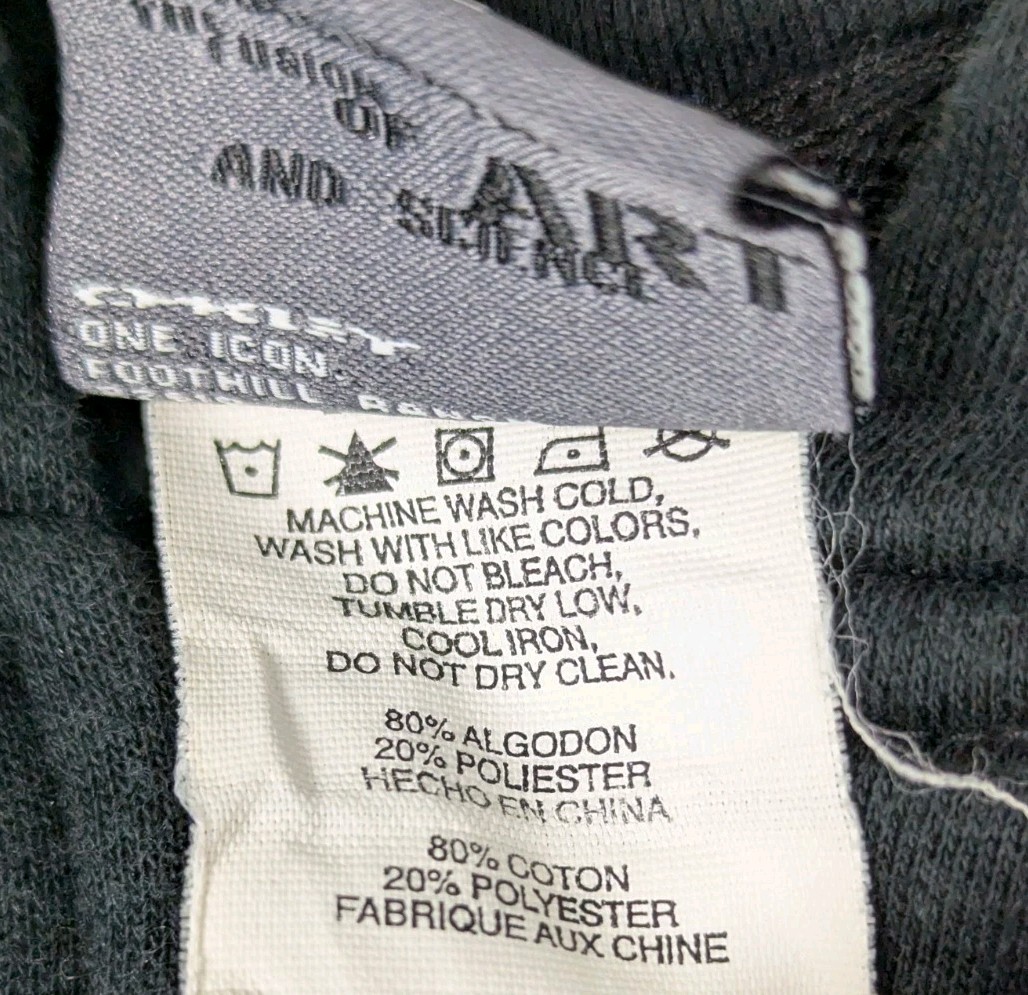 THE FUSION
OF ART
AND SCIENCE
ONE ICON.
FOOTHILL
MACHINE WASH COLD,
WASH WITH LIKE COLORS,
DO NOT BLEACH,
TUMBLE DRY LOW,
COOL IRON,
DO NOT DRY CLEAN.
80% ALGODON
20% POLIESTER
HECHO EN CHINA
80% COTON
20% POLYESTER
FABRIQUE AUX CHINE